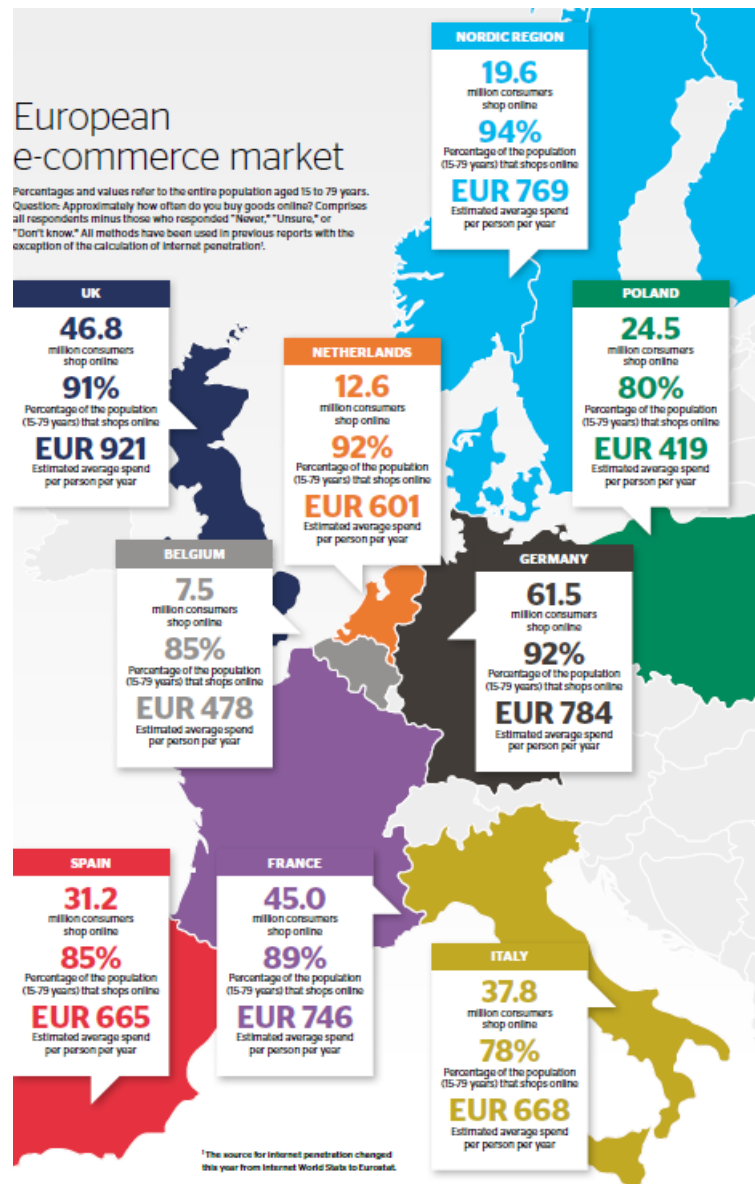 European
e-commerce market
Percentages and values refer to the entire population aged 15 to 79 years.
Question: Approximately how often do you buy goods online? Comprises
all respondents minus those who responded "Never," "Unsure," or
"Don't know." All methods have been used in previous reports with the
exception of the calculation of internet penetration¹.
NORDIC REGION
19.6
million consumers
shop online
94%
Percentage of the population
(15-79 years) that shops online
EUR 769
Estimated average spend
per person per year
UK
46.8
million consumers
shop online
91%
Percentage of the population
(15-79 years) that shops online
EUR 921
Estimated average spend
per person per year
NETHERLANDS
12.6
million consumers
shop online
92%
Percentage of the population
(15-79 years) that shops online
EUR 601
Estimated average spend
per person per year
POLAND
24.5
million consumers
shop online
80%
Percentage of the population
(15-79 years) that shops online
EUR 419
Estimated average spend
per person per year
BELGIUM
7.5
million consumers
shop online
85%
Percentage of the population
(15-79 years) that shops online
EUR 478
Estimated average spend
per person per year
GERMANY
61.5
million consumers
shop online
92%
Percentage of the population
(15-79 years) that shops online
EUR 784
Estimated average spend
per person per year
SPAIN
31.2
million consumers
shop online
85%
Percentage of the population
(15-79 years) that shops online
EUR 665
Estimated average spend
per person per year
FRANCE
45.0
million consumers
shop online
89%
Percentage of the population
(15-79 years) that shops online
EUR 746
Estimated average spend
per person per year
ITALY
37.8
million consumers
shop online
78%
Percentage of the population
(15-79 years) that shops online
EUR 668
Estimated average spend
per person per year
¹ The source for internet penetration changed
this year from Internet World Stats to Eurostat.